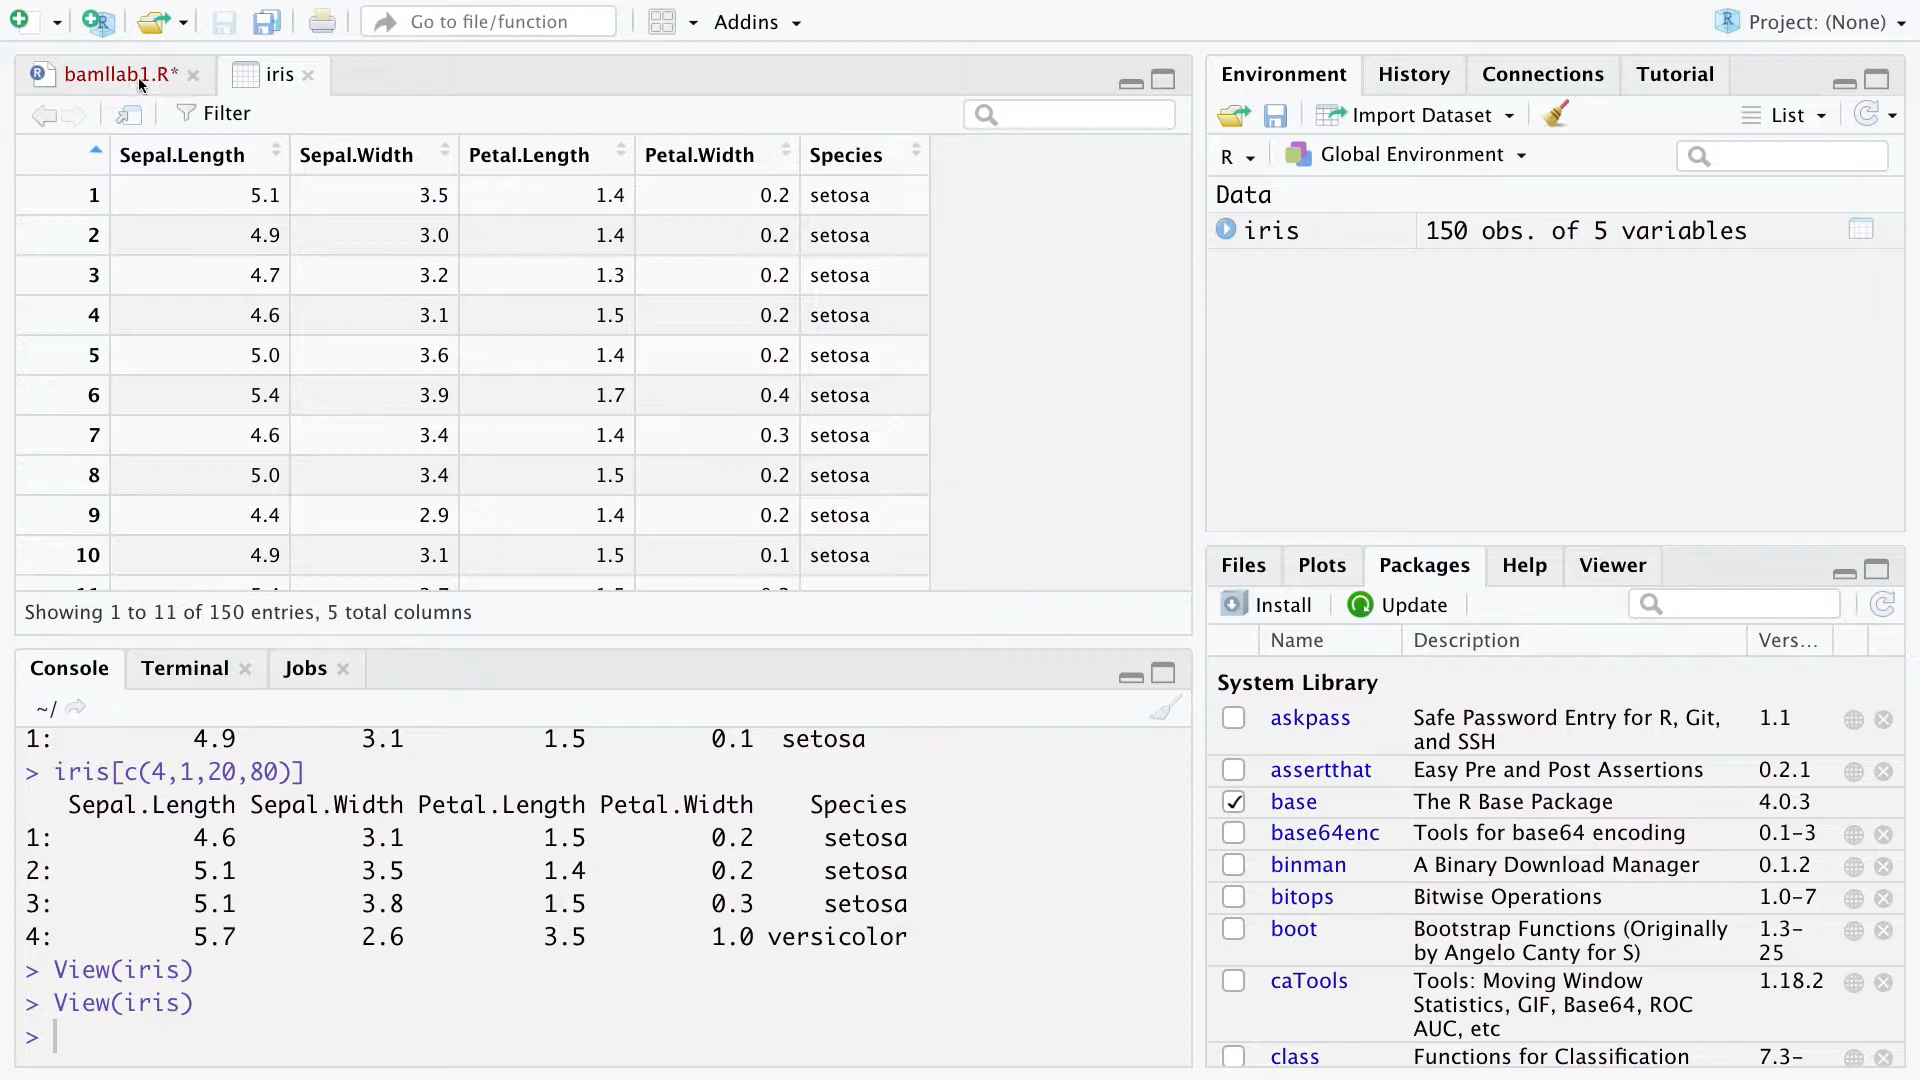 Go to file/function Addins Project: (None)
bamllab1.R* iris
Filter
Sepal.Length Sepal.Width Petal.Length Petal.Width Species
1 5.1 3.5 1.4 0.2 setosa
2 4.9 3.0 1.4 0.2 setosa
3 4.7 3.2 1.3 0.2 setosa
4 4.6 3.1 1.5 0.2 setosa
5 5.0 3.6 1.4 0.2 setosa
6 5.4 3.9 1.7 0.4 setosa
7 4.6 3.4 1.4 0.3 setosa
8 5.0 3.4 1.5 0.2 setosa
9 4.4 2.9 1.4 0.2 setosa
10 4.9 3.1 1.5 0.1 setosa
Showing 1 to 11 of 150 entries, 5 total columns
Console Terminal Jobs
~/
1: 4.9 3.1 1.5 0.1 setosa
> iris[c(4,1,20,80)]
Sepal.Length Sepal.Width Petal.Length Petal.Width Species
1: 4.6 3.1 1.5 0.2 setosa
2: 5.1 3.5 1.4 0.2 setosa
3: 5.1 3.8 1.5 0.3 setosa
4: 5.7 2.6 3.5 1.0 versicolor
> View(iris)
> View(iris)
>
Environment History Connections Tutorial
Import Dataset List
R Global Environment
Data
iris 150 obs. of 5 variables
Files Plots Packages Help Viewer
Install Update
Name Description Vers...
System Library
askpass Safe Password Entry for R, Git, 1.1
and SSH
assertthat Easy Pre and Post Assertions 0.2.1
base The R Base Package 4.0.3
base64enc Tools for base64 encoding 0.1-3
binman A Binary Download Manager 0.1.2
bitops Bitwise Operations 1.0-7
boot Bootstrap Functions (Originally 1.3-
by Angelo Canty for S) 25
caTools Tools: Moving Window 1.18.2
Statistics, GIF, Base64, ROC
AUC, etc
class Functions for Classification 7.3-